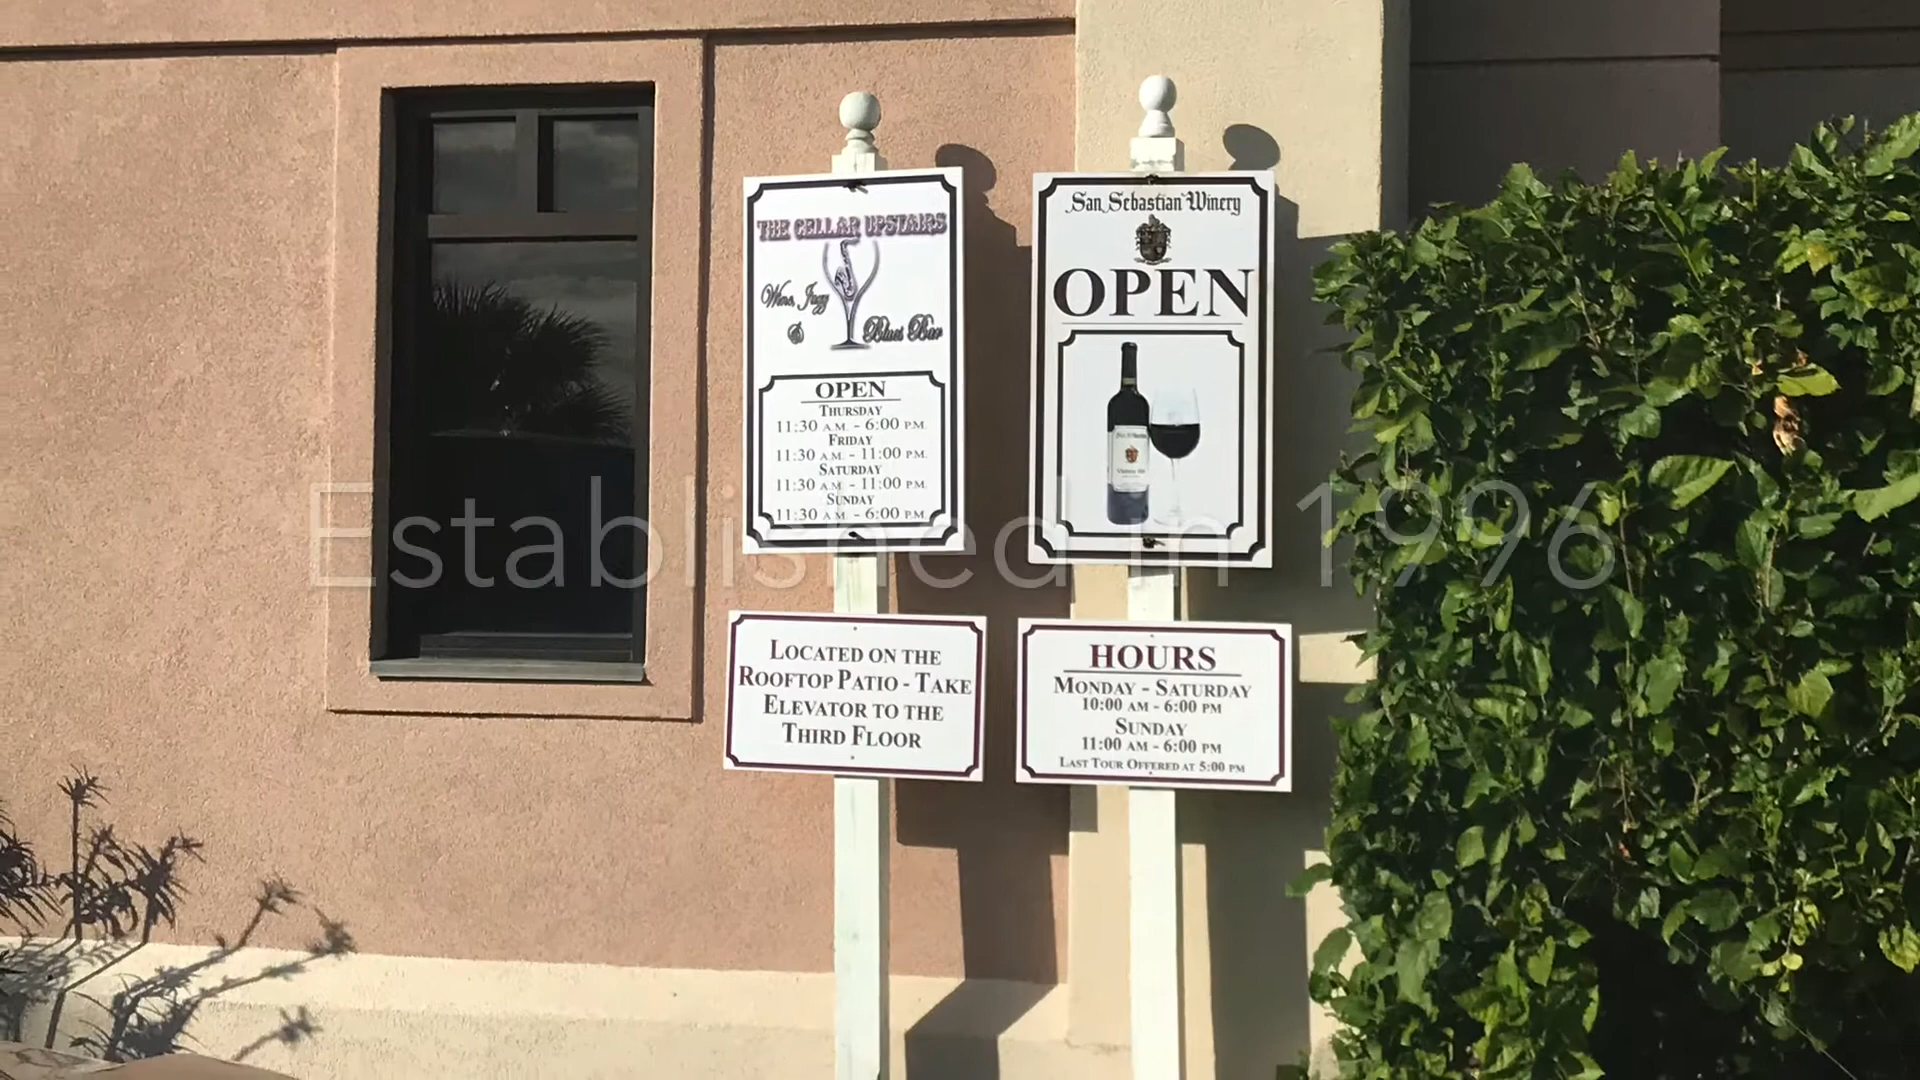 THE CELLAR UPSTAIRS
Wine, Jazz
& Blues Bar
OPEN
THURSDAY
11:30 A.M. - 6:00 P.M.
FRIDAY
11:30 A.M. - 11:00 P.M.
SATURDAY
11:30 A.M. - 11:00 P.M.
SUNDAY
11:30 A.M. - 6:00 P.M.
LOCATED ON THE
ROOFTOP PATIO - TAKE
ELEVATOR TO THE
THIRD FLOOR
San Sebastian Winery
OPEN
HOURS
MONDAY - SATURDAY
10:00 AM - 6:00 PM
SUNDAY
11:00 AM - 6:00 PM
LAST TOUR OFFERED AT 5:00 PM
Established in 1996